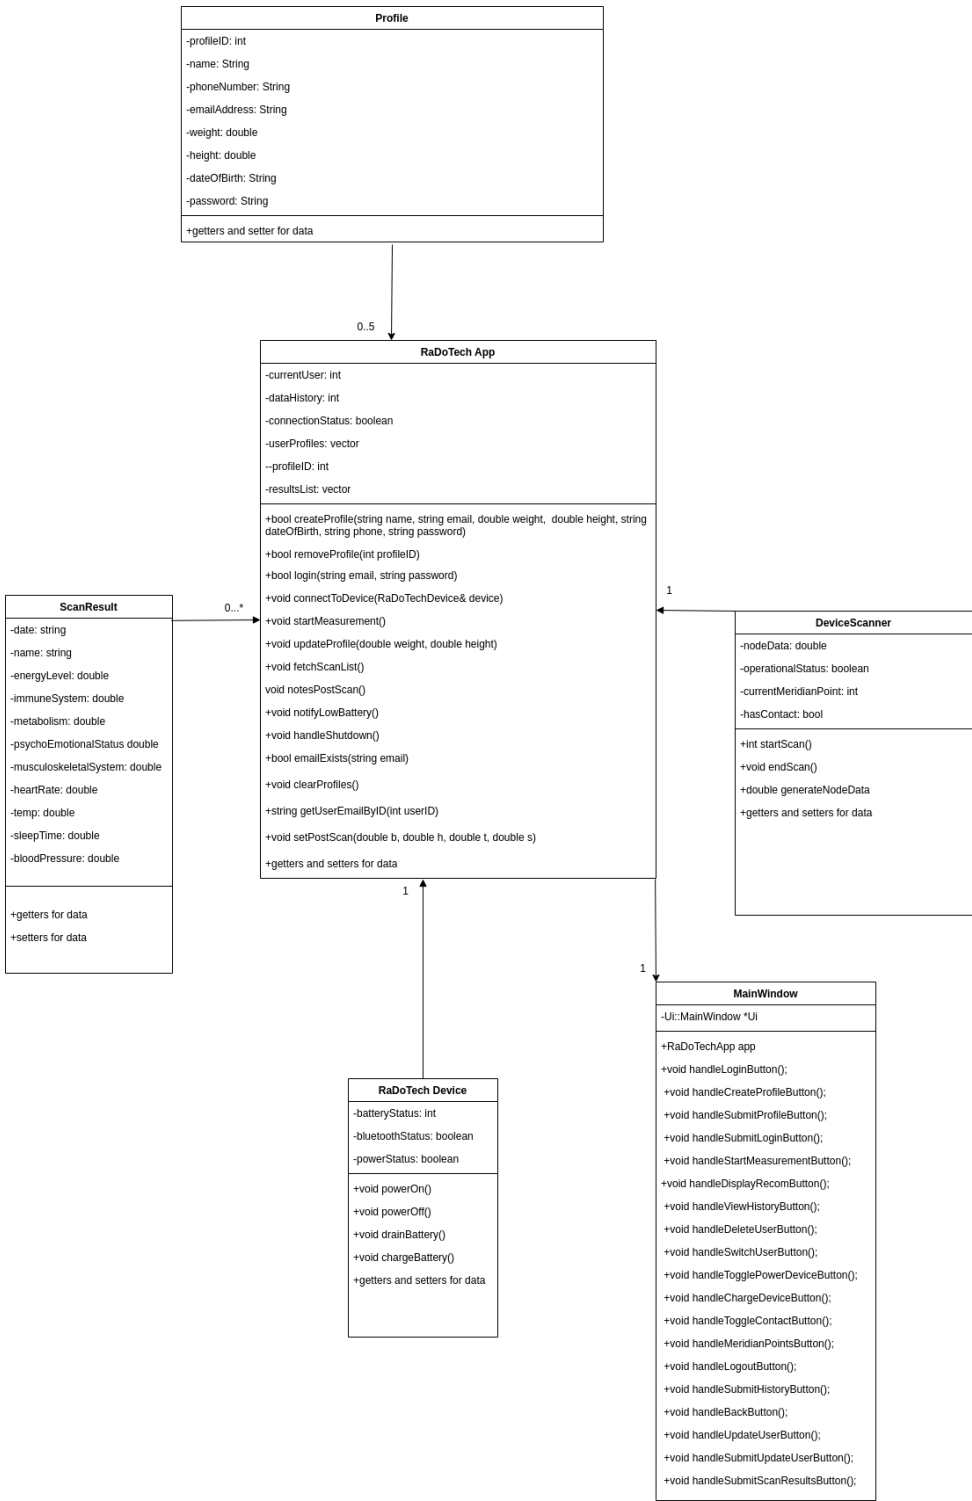 Profile
-profileID: int
-name: String
-phoneNumber: String
-emailAddress: String
-weight: double
-height: double
-dateOfBirth: String
-password: String
+getters and setter for data
0..5
RaDoTech App
-currentUser: int
-dataHistory: int
-connectionStatus: boolean
-userProfiles: vector
--profileID: int
-resultsList: vector
+bool createProfile(string name, string email, double weight,  double height, string
dateOfBirth, string phone, string password)
+bool removeProfile(int profileID)
+bool login(string email, string password)
+void connectToDevice(RaDoTechDevice& device)
+void startMeasurement()
+void updateProfile(double weight, double height)
+void fetchScanList()
void notesPostScan()
+void notifyLowBattery()
+void handleShutdown()
+bool emailExists(string email)
+void clearProfiles()
+string getUserEmailByID(int userID)
+void setPostScan(double b, double h, double t, double s)
+getters and setters for data
0...*
ScanResult
-date: string
-name: string
-energyLevel: double
-immuneSystem: double
-metabolism: double
-psychoEmotionalStatus double
-musculoskeletalSystem: double
-heartRate: double
-temp: double
-sleepTime: double
-bloodPressure: double
+getters for data
+setters for data
1
DeviceScanner
-nodeData: double
-operationalStatus: boolean
-currentMeridianPoint: int
-hasContact: bool
+int startScan()
+void endScan()
+double generateNodeData
+getters and setters for data
1
RaDoTech Device
-batteryStatus: int
-bluetoothStatus: boolean
-powerStatus: boolean
+void powerOn()
+void powerOff()
+void drainBattery()
+void chargeBattery()
+getters and setters for data
1
MainWindow
-Ui::MainWindow *Ui
+RaDoTechApp app
+void handleLoginButton();
+void handleCreateProfileButton();
+void handleSubmitProfileButton();
+void handleSubmitLoginButton();
+void handleStartMeasurementButton();
+void handleDisplayRecomButton();
+void handleViewHistoryButton();
+void handleDeleteUserButton();
+void handleSwitchUserButton();
+void handleTogglePowerDeviceButton();
+void handleChargeDeviceButton();
+void handleToggleContactButton();
+void handleMeridianPointsButton();
+void handleLogoutButton();
+void handleSubmitHistoryButton();
+void handleBackButton();
+void handleUpdateUserButton();
+void handleSubmitUpdateUserButton();
+void handleSubmitScanResultsButton();